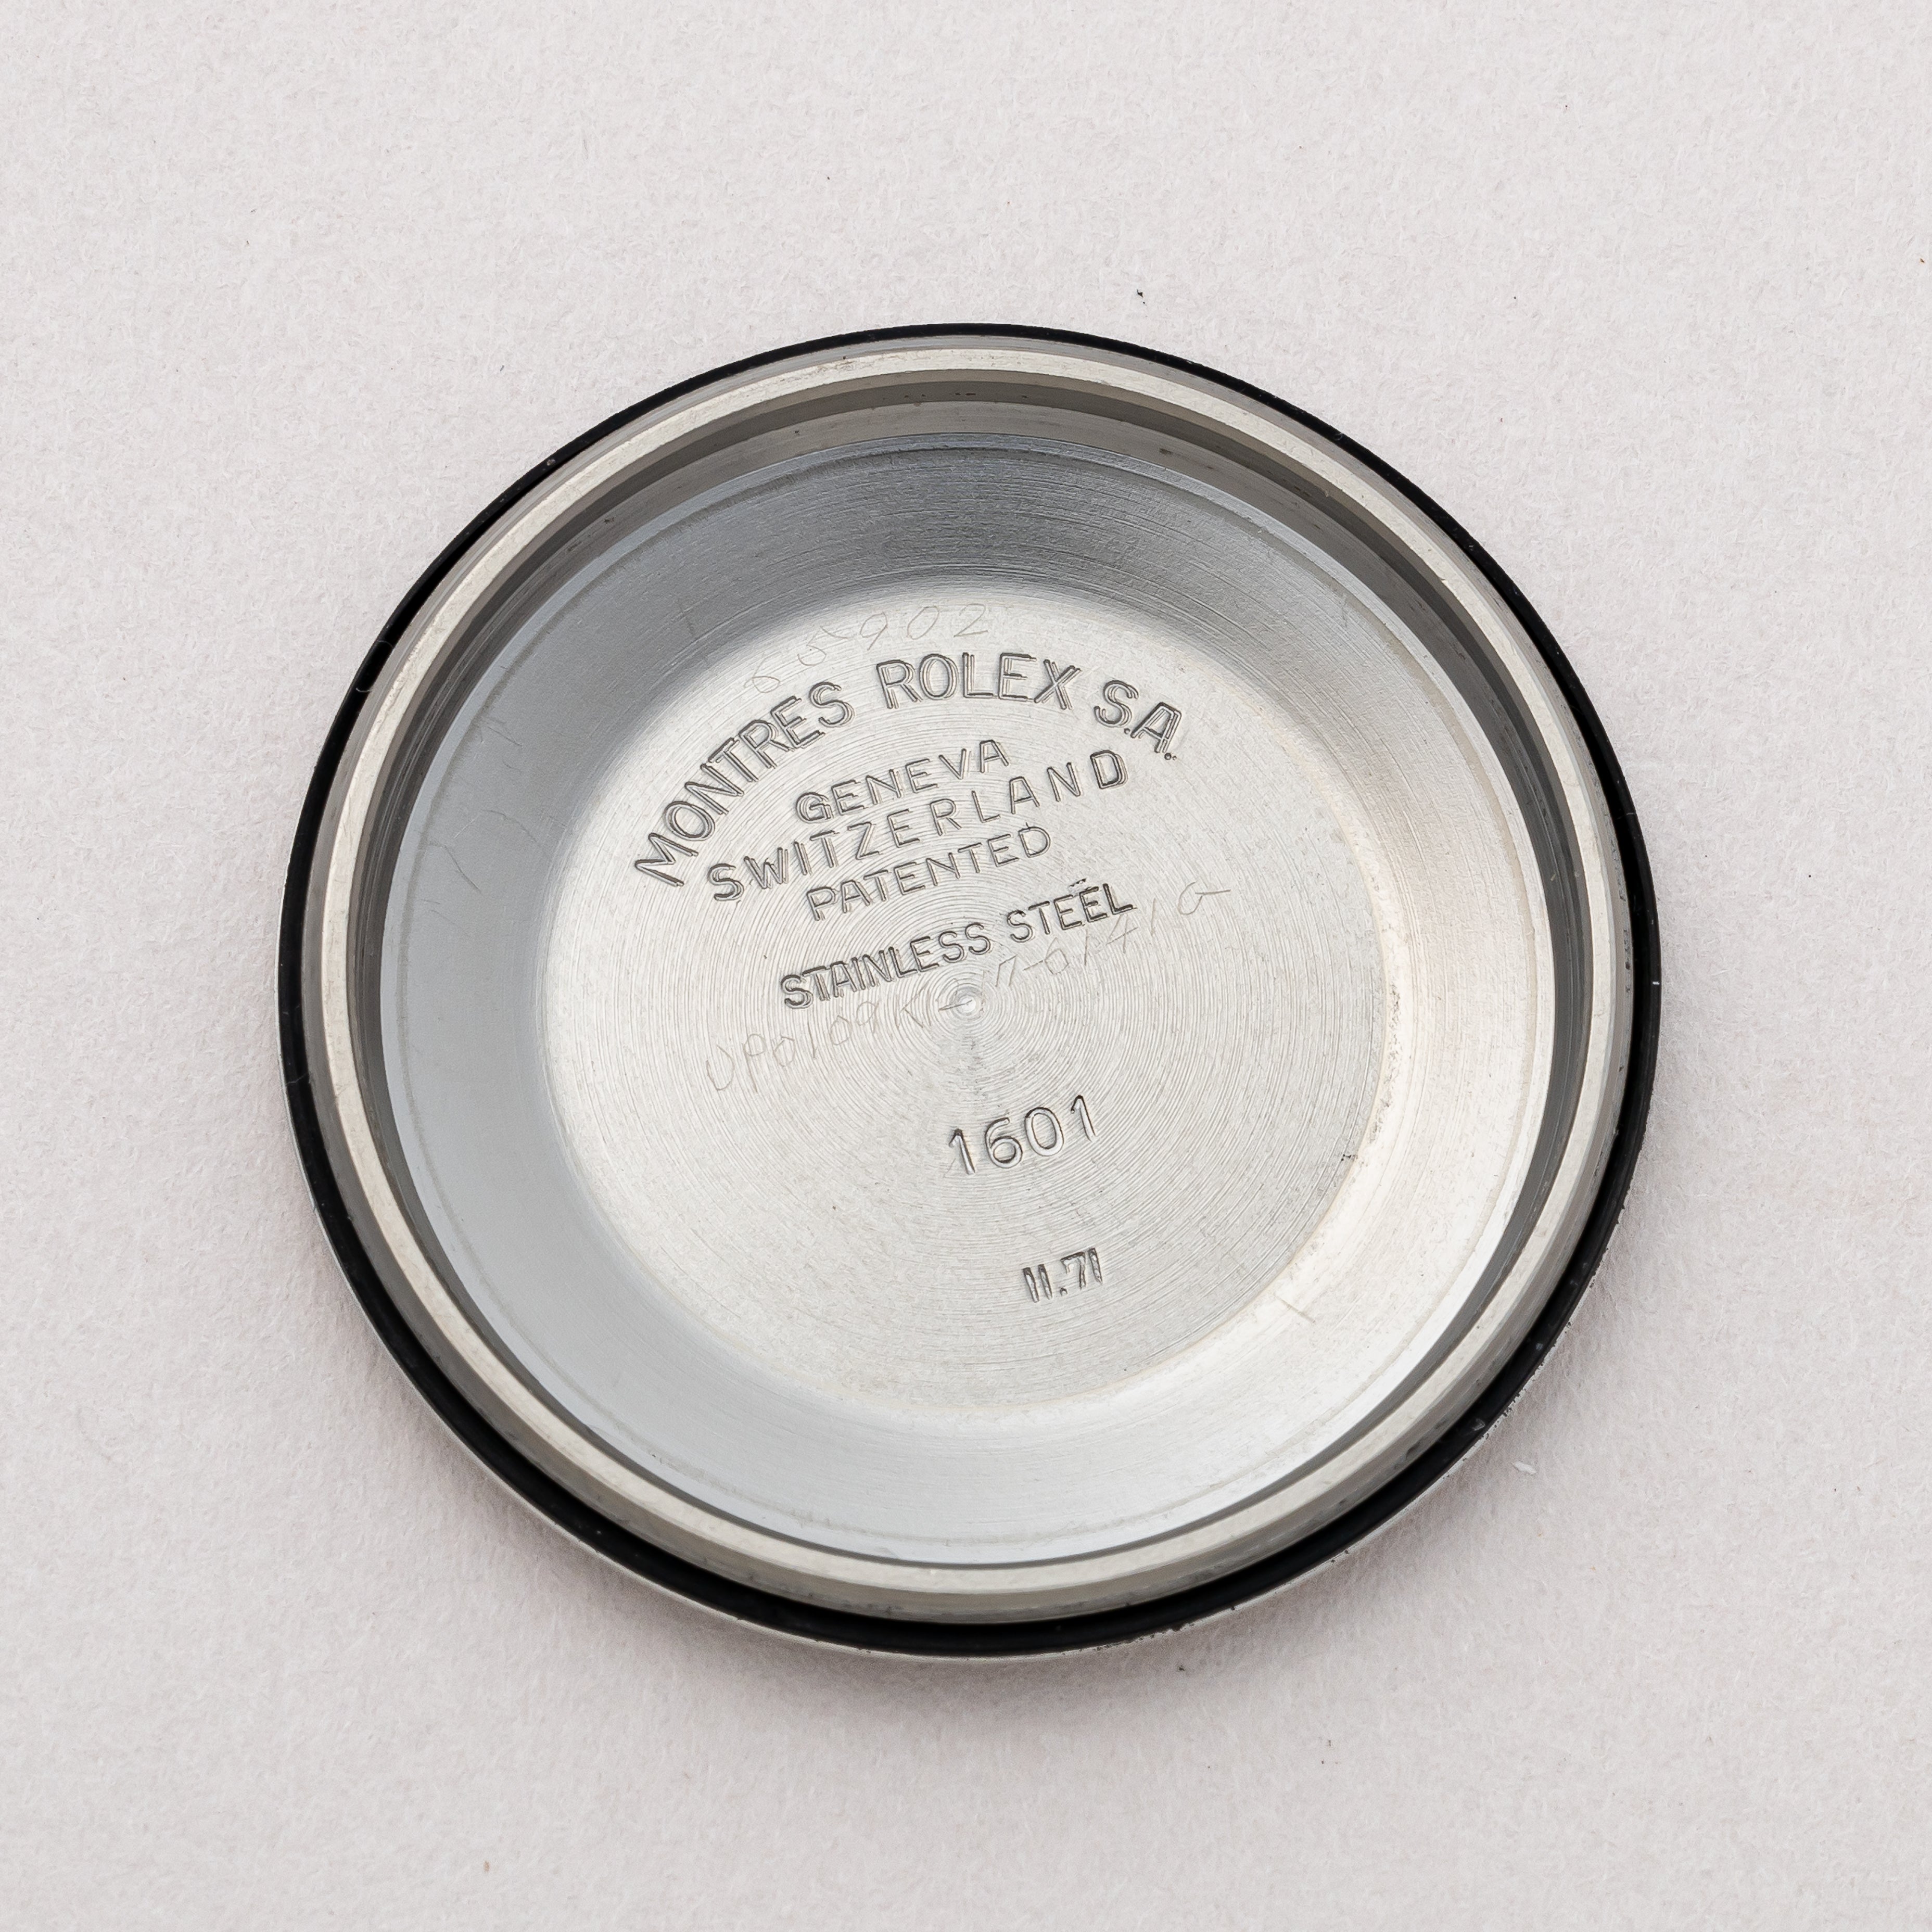 MONTRES ROLEX S.A.
GENEVA
SWITZERLAND
PATENTED
STAINLESS STEEL
1601
II.71